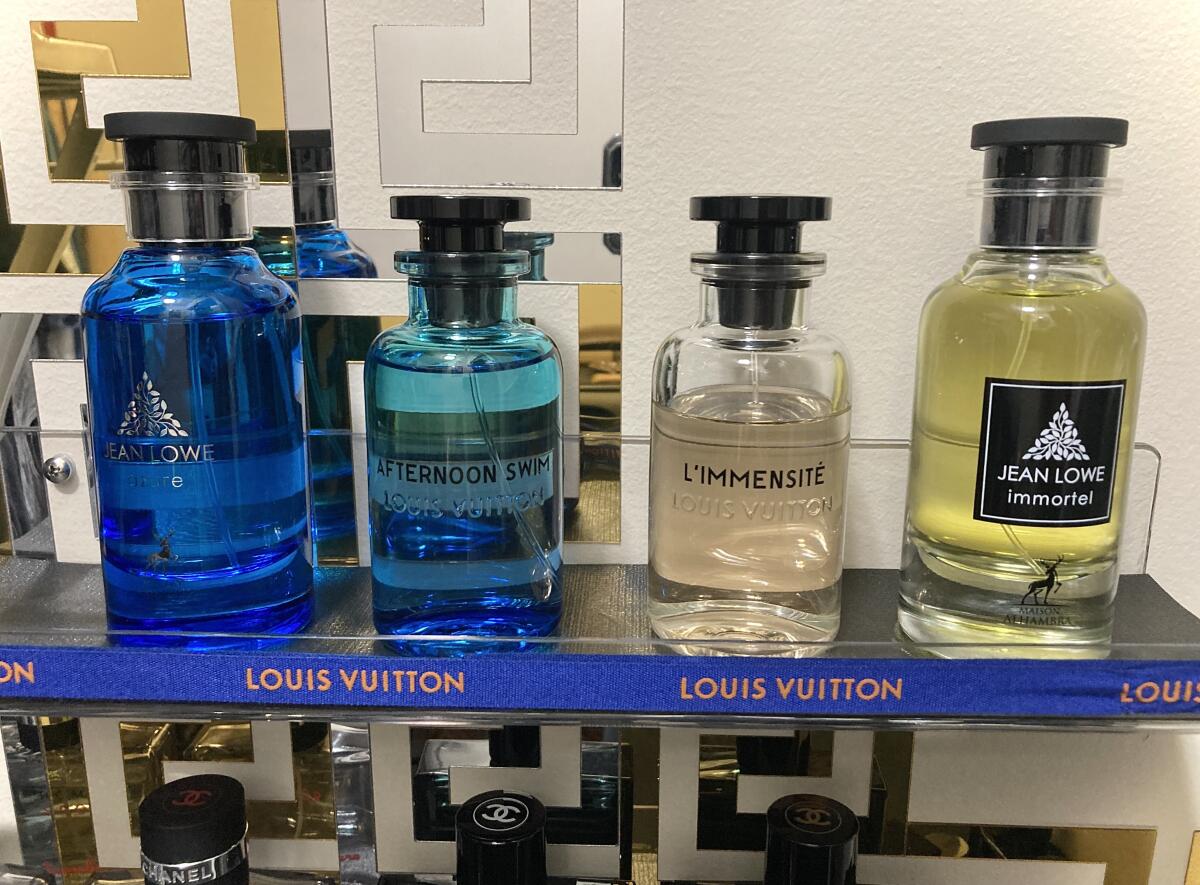 JEAN LOWE
azure
AFTERNOON SWIM
LOUIS VUITTON
L'IMMENSITÉ
LOUIS VUITTON
JEAN LOWE
immortel
MAISON
ALHAMBRA
ON
LOUIS VUITTON
LOUIS VUITTON
LOUIS
CHANEL